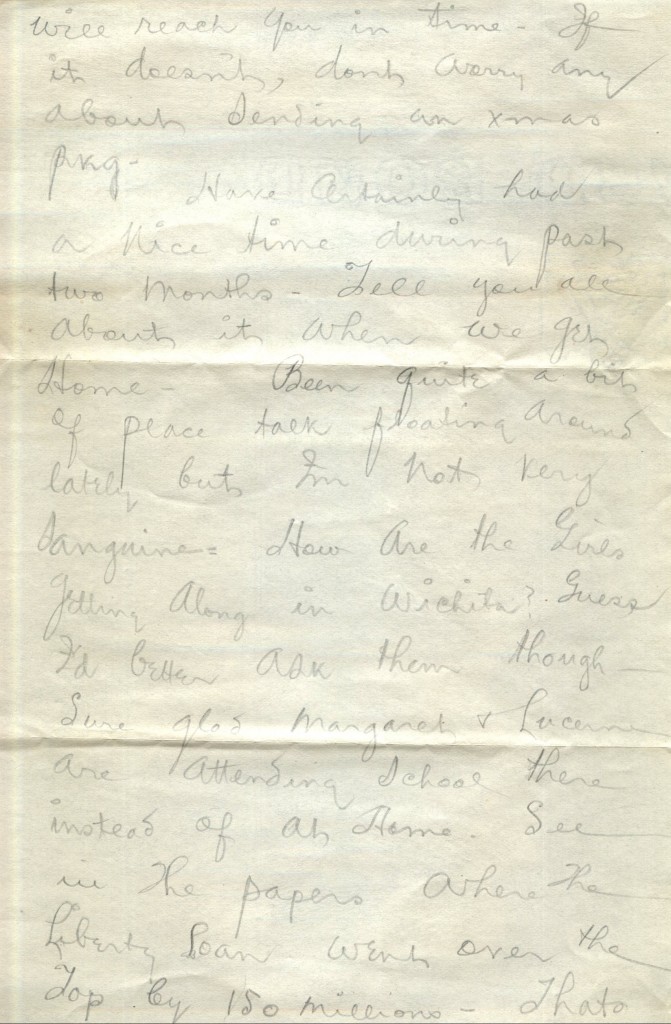 will reach you in time - If
it doesn't, dont worry any
about sending an xmas
pkg -
Have Certainly had
a Nice time during past
two Months - Tell you all
About it When we get
Home - Been quite a bit
of peace talk floating Around
lately but I'm Not Very
Sanguine = How Are the Girls
Getting Along in Wichita? Guess
I'd better Ask them though -
Sure glad Margaret & Lucerne
Are Attending School there
instead of At Home. See
in The papers Where The
Liberty Loan Went over the
Top by 150 millions - Thats